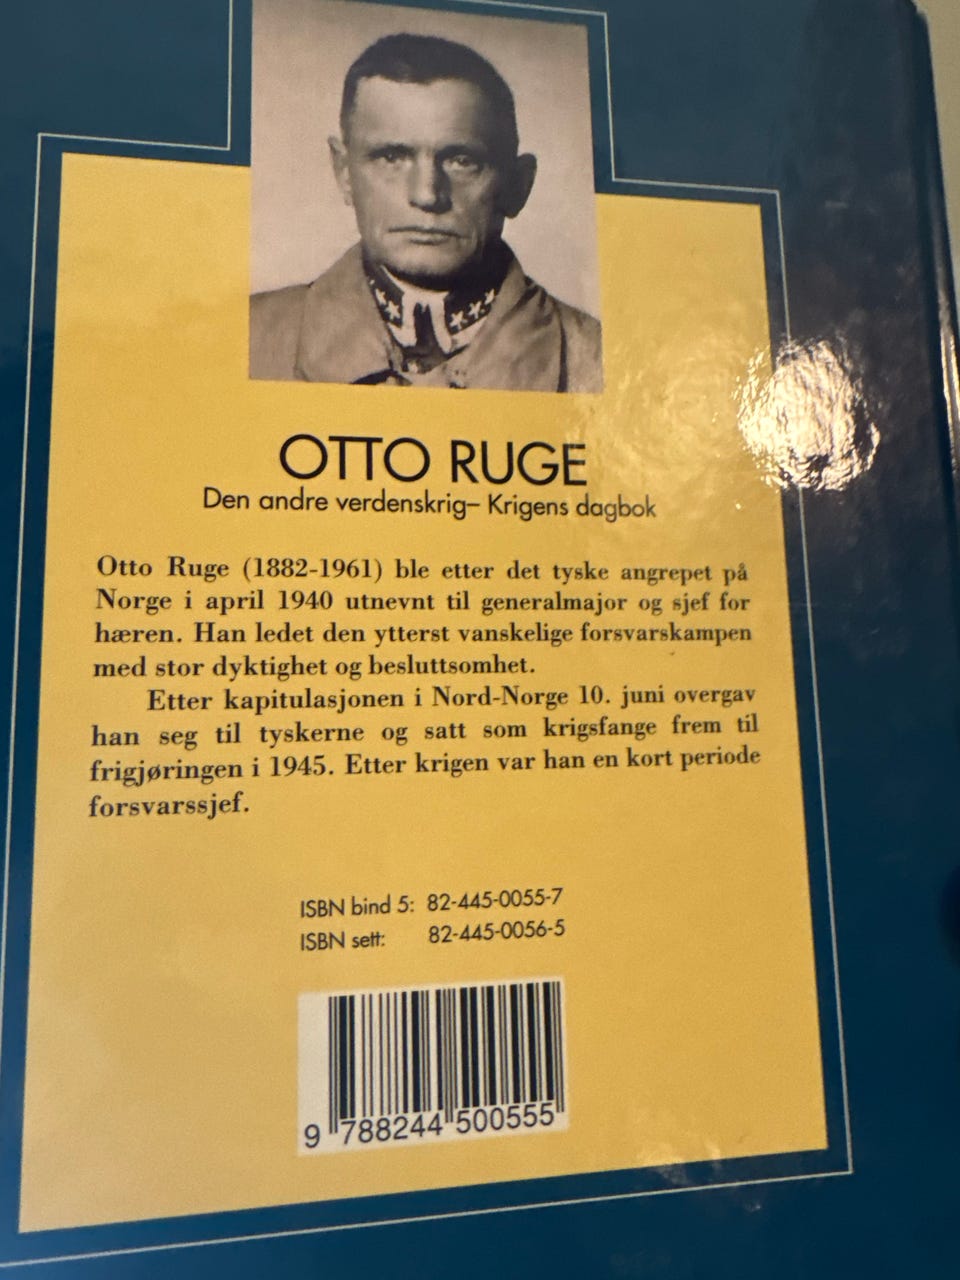 OTTO RUGE
Den andre verdenskrig– Krigens dagbok
Otto Ruge (1882-1961) ble etter det tyske angrepet på
Norge i april 1940 utnevnt til generalmajor og sjef for
hæren. Han ledet den ytterst vanskelige forsvarskampen
med stor dyktighet og besluttsomhet.
Etter kapitulasjonen i Nord-Norge 10. juni overgav
han seg til tyskerne og satt som krigsfange frem til
frigjøringen i 1945. Etter krigen var han en kort periode
forsvarssjef.
ISBN bind 5: 82-445-0055-7
ISBN sett: 82-445-0056-5
9 788244 500555